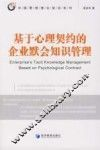 基于心理契约的
企业默会知识管理
Enterprise's Tacit Knowledge Management
Based on Psychological Contract
经济管理出版社